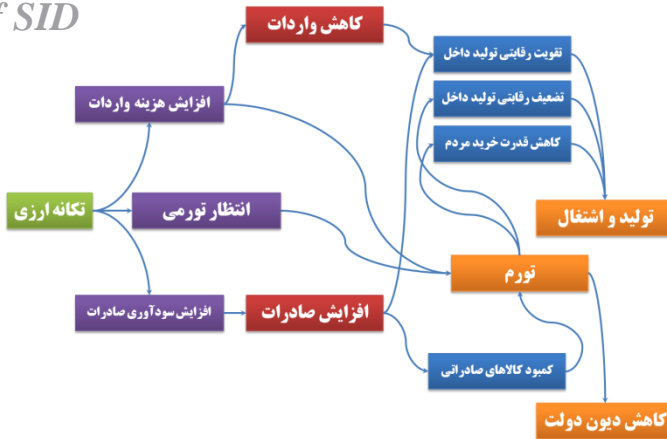 f SID
کاهش واردات
تقویت رقابتی تولید داخل
افزایش هزینه واردات
تضعیف رقابتی تولید داخل
کاهش قدرت خرید مردم
تکانه ارزی
انتظار تورمی
تولید و اشتغال
تورم
افزایش سودآوری صادرات
افزایش صادرات
کمبود کالاهای صادراتی
کاهش دیون دولت